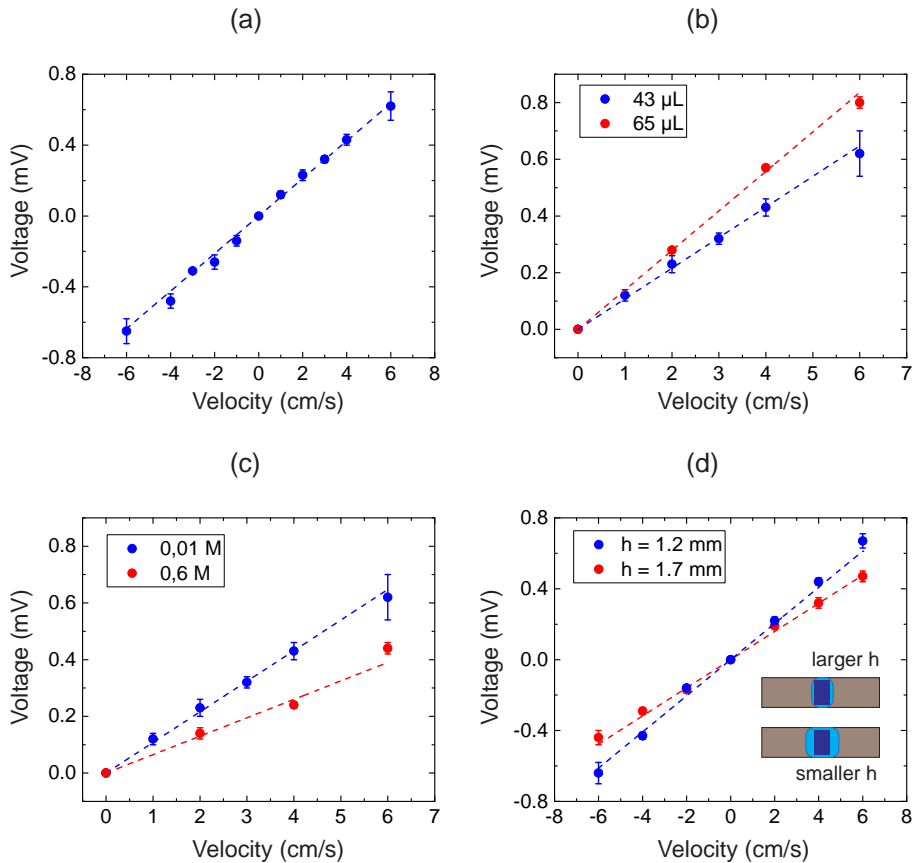 (a)
0.8
0.4
0.0
-0.4
-0.8
-8 -6 -4 -2 0 2 4 6 8
Voltage (mV)
Velocity (cm/s)
(b)
43 μL
65 μL
0.8
0.6
0.4
0.2
0.0
0 1 2 3 4 5 6 7
Voltage (mV)
Velocity (cm/s)
(c)
0,01 M
0,6 M
0.8
0.6
0.4
0.2
0.0
0 1 2 3 4 5 6 7
Voltage (mV)
Velocity (cm/s)
(d)
h = 1.2 mm
h = 1.7 mm
0.8
0.4
0.0
-0.4
-0.8
larger h
smaller h
-8 -6 -4 -2 0 2 4 6 8
Voltage (mV)
Velocity (cm/s)